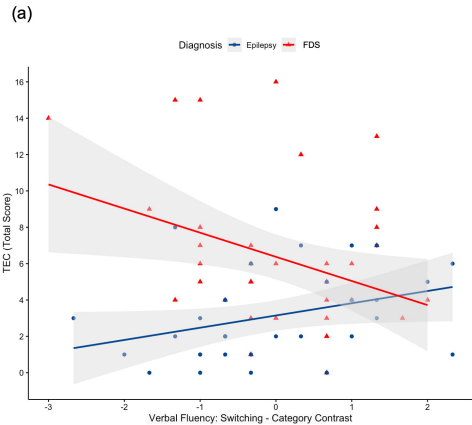 (a)
Diagnosis Epilepsy FDS
16
14
12
10
8
6
4
2
0
TEC (Total Score)
-3 -2 -1 0 1 2
Verbal Fluency: Switching - Category Contrast